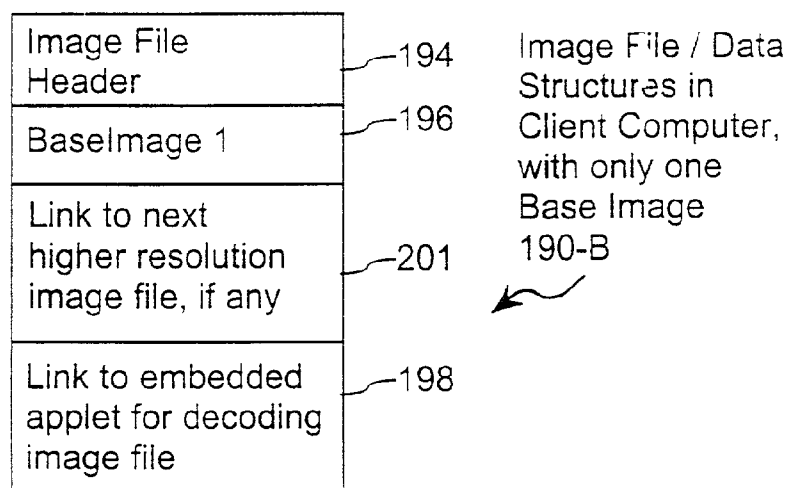 Image File
Header
194
BaseImage 1
196
Link to next
higher resolution
image file, if any
201
Link to embedded
applet for decoding
image file
198
Image File / Data
Structures in
Client Computer,
with only one
Base Image
190-B